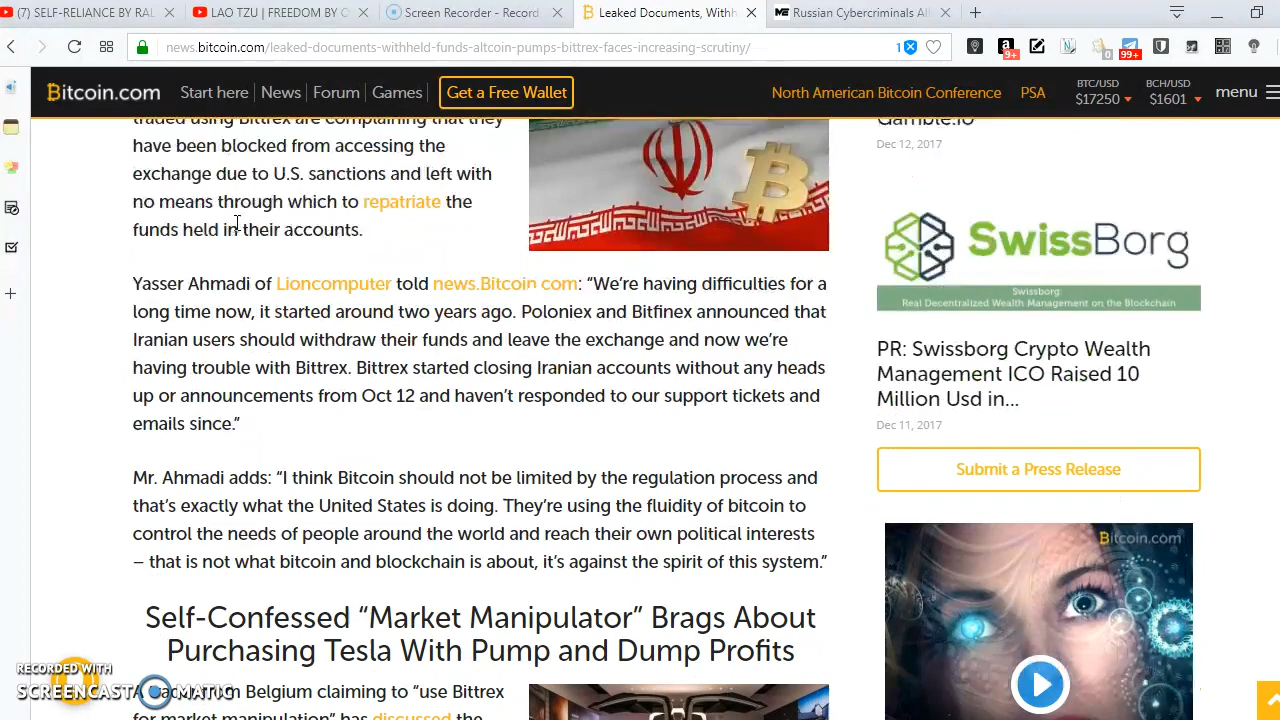 (7) SELF-RELIANCE BY RAL
LAO TZU | FREEDOM BY C
Screen Recorder - Record
Leaked Documents, Withh
Russian Cybercriminals Al
news.bitcoin.com/leaked-documents-withheld-funds-altcoin-pumps-bittrex-faces-increasing-scrutiny/
1
9+
0
99+
Bitcoin.com
Start here
News
Forum
Games
Get a Free Wallet
North American Bitcoin Conference
PSA
BTC/USD
$17250
BCH/USD
$1601
menu
traded using Bittrex are complaining that they
have been blocked from accessing the
exchange due to U.S. sanctions and left with
no means through which to repatriate the
funds held in their accounts.
Yasser Ahmadi of Lioncomputer told news.Bitcoin com: “We’re having difficulties for a
long time now, it started around two years ago. Poloniex and Bitfinex announced that
Iranian users should withdraw their funds and leave the exchange and now we’re
having trouble with Bittrex. Bittrex started closing Iranian accounts without any heads
up or announcements from Oct 12 and haven’t responded to our support tickets and
emails since.”
Mr. Ahmadi adds: “I think Bitcoin should not be limited by the regulation process and
that’s exactly what the United States is doing. They’re using the fluidity of bitcoin to
control the needs of people around the world and reach their own political interests
– that is not what bitcoin and blockchain is about, it’s against the spirit of this system.”
Self-Confessed “Market Manipulator” Brags About
Purchasing Tesla With Pump and Dump Profits
from Belgium claiming to “use Bittrex
for market manipulation” has discussed the
Gamble.io
Dec 12, 2017
SwissBorg
Swissborg:
Real Decentralized Wealth Management on the Blockchain
PR: Swissborg Crypto Wealth
Management ICO Raised 10
Million Usd in...
Dec 11, 2017
Submit a Press Release
Bitcoin.com
RECORDED WITH
SCREENCAST MATIC